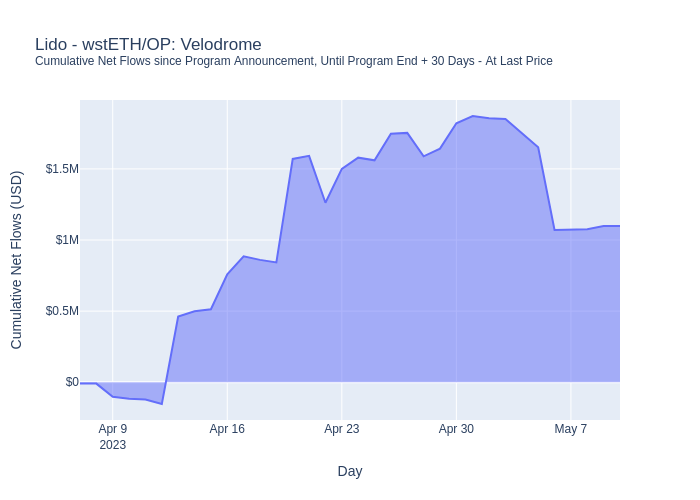 Lido - wstETH/OP: Velodrome
Cumulative Net Flows since Program Announcement, Until Program End + 30 Days - At Last Price
Cumulative Net Flows (USD)
$1.5M
$1M
$0.5M
$0
Apr 9
2023
Apr 16
Apr 23
Apr 30
May 7
Day